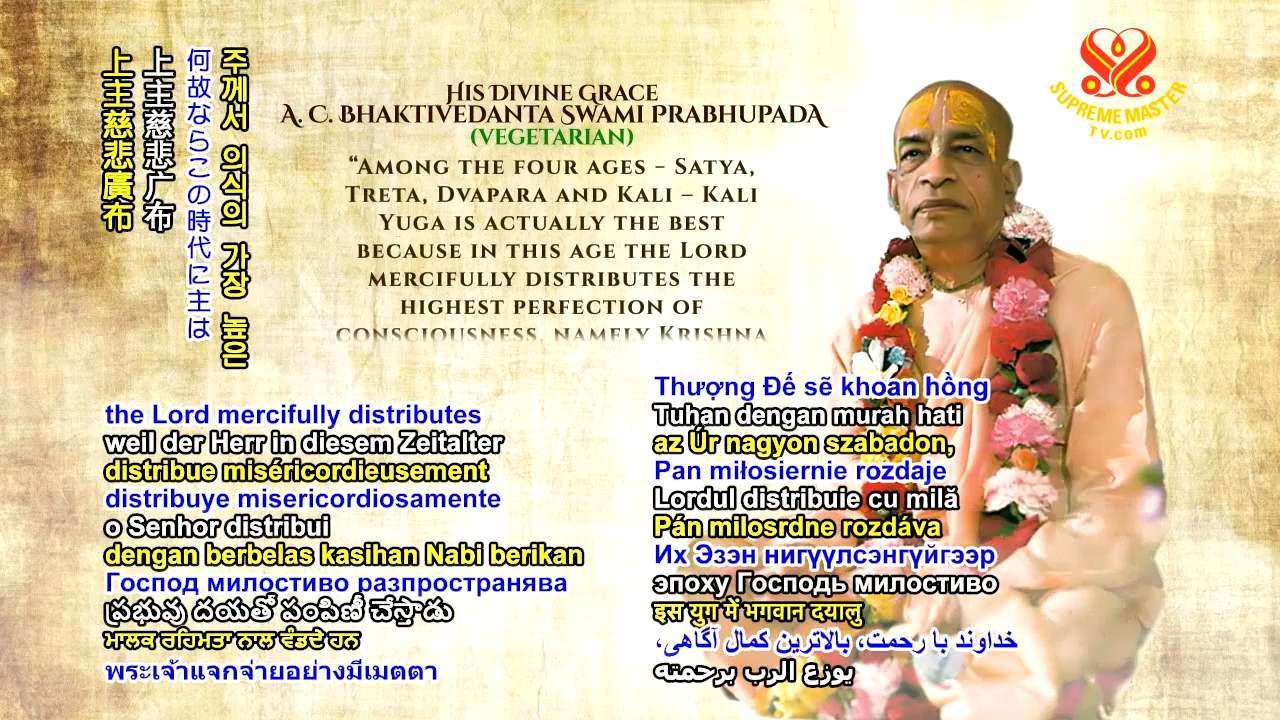 上主慈悲廣布
上主慈悲广布
何故ならこの時代に主は
주께서 의식의 가장 높은
HIS DIVINE GRACE
A. C. BHAKTIVEDANTA SWAMI PRABHUPADA
(VEGETARIAN)
“AMONG THE FOUR AGES – SATYA,
TRETA, DVAPARA AND KALI – KALI
YUGA IS ACTUALLY THE BEST
BECAUSE IN THIS AGE THE LORD
MERCIFULLY DISTRIBUTES THE
HIGHEST PERFECTION OF
CONSCIOUSNESS, NAMELY KRISHNA
SUPREME MASTER
TV.com
the Lord mercifully distributes
weil der Herr in diesem Zeitalter
distribue miséricordieusement
distribuye misericordiosamente
o Senhor distribui
dengan berbelas kasihan Nabi berikan
Господ милостиво разпространява
ప్రభువు దయతో పంపిణీ చేస్తాడు
ਮਾਲਕ ਰਹਿਮਤਾ ਨਾਲ ਵੰਡਦੇ ਹਨ
พระเจ้าแจกจ่ายอย่างมีเมตตา
Thượng Đế sẽ khoan hồng
Tuhan dengan murah hati
az Úr nagyon szabadon,
Pan miłosiernie rozdaje
Lordul distribuie cu milă
Pán milosrdne rozdáva
Их Эзэн нигүүлсэнгүйгээр
эпоху Господь милостиво
इस युग में भगवान दयालु
خداوند با رحمت، بالاترین کمال آگاهی،
يوزع الرب برحمته